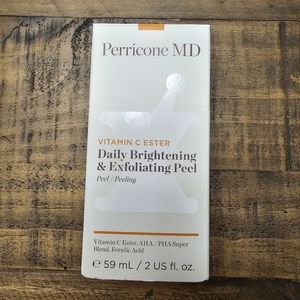 Perricone MD
VITAMIN C ESTER
Daily Brightening
& Exfoliating Peel
Peel / Peeling
Vitamin C Ester, AHA / PHA Super
Blend, Ferulic Acid
e 59 mL / 2 US fl. oz.